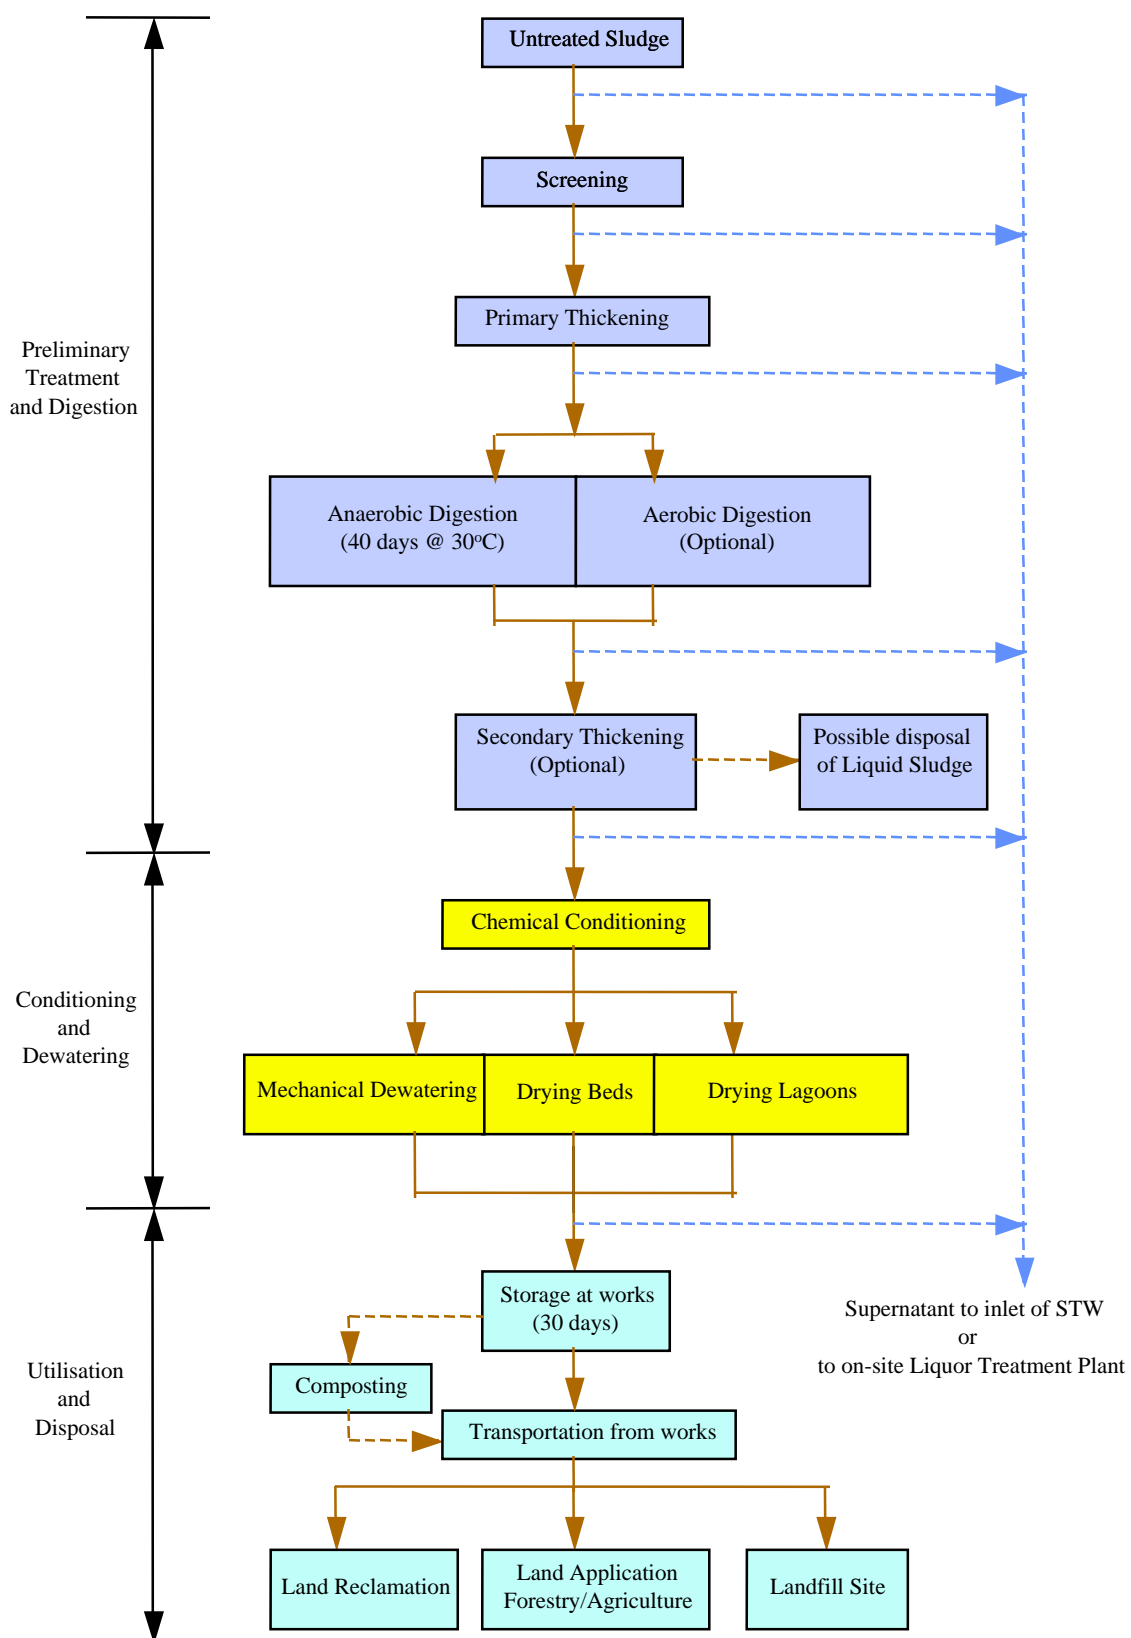 Untreated Sludge
Screening
Primary Thickening
Preliminary
Treatment
and Digestion
Anaerobic Digestion
(40 days @ 30°C)
Aerobic Digestion
(Optional)
Secondary Thickening
(Optional)
Possible disposal
of Liquid Sludge
Chemical Conditioning
Conditioning
and
Dewatering
Mechanical Dewatering
Drying Beds
Drying Lagoons
Storage at works
(30 days)
Supernatant to inlet of STW
or
to on-site Liquor Treatment Plant
Utilisation
and
Disposal
Composting
Transportation from works
Land Reclamation
Land Application
Forestry/Agriculture
Landfill Site